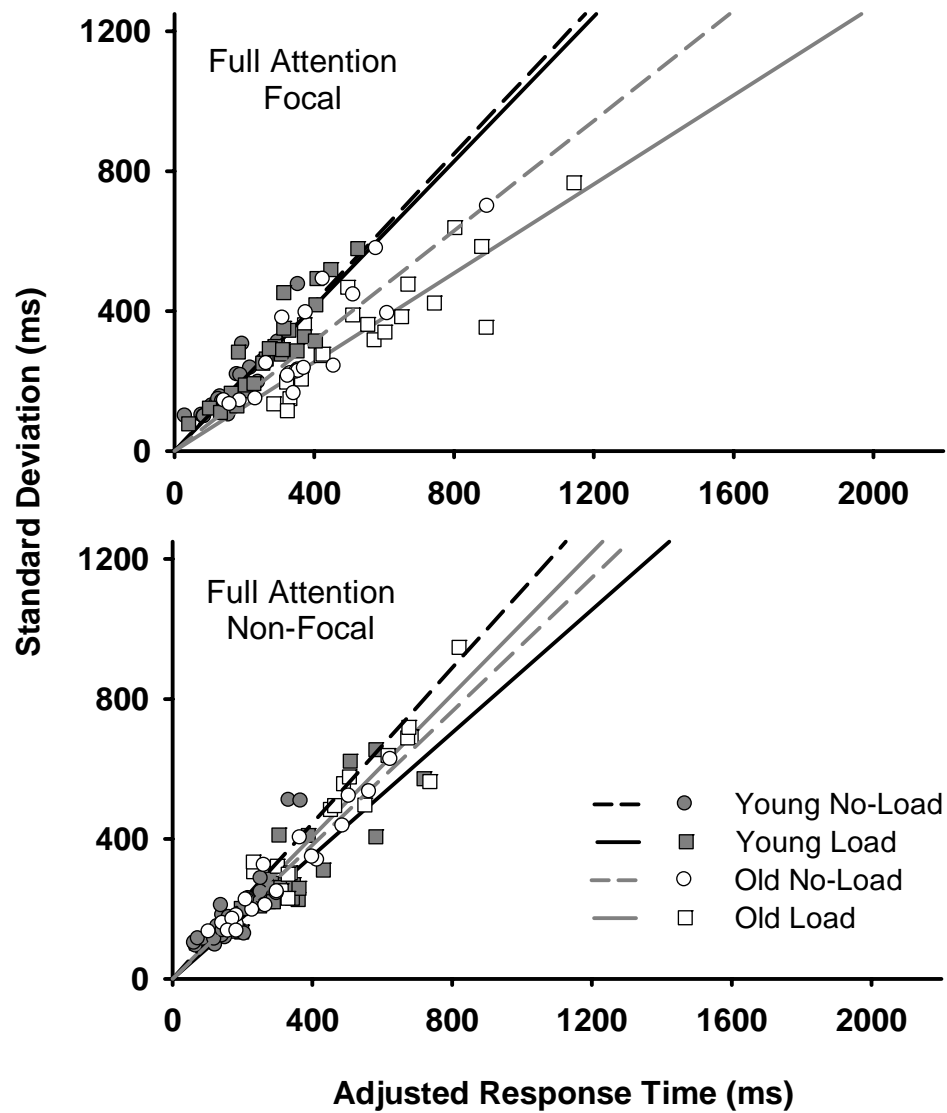 1200
800
400
0
Full Attention
Focal
0 400 800 1200 1600 2000
Standard Deviation (ms)
1200
800
400
0
Full Attention
Non-Focal
Young No-Load
Young Load
Old No-Load
Old Load
0 400 800 1200 1600 2000
Adjusted Response Time (ms)